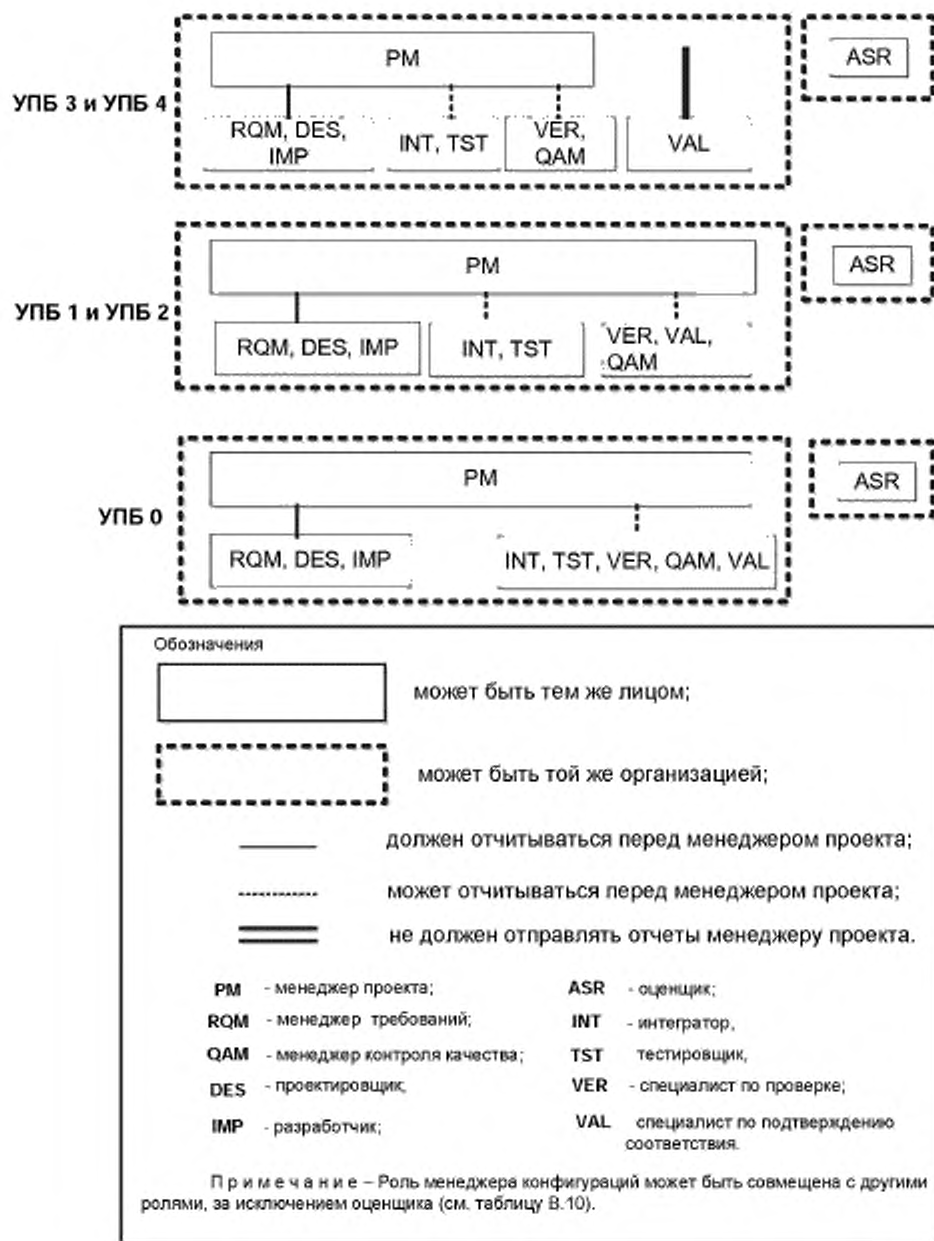 PM
ASR
УПБ 3 и УПБ 4
RQM, DES,
IMP
INT, TST
VER,
QAM
VAL
PM
ASR
УПБ 1 и УПБ 2
RQM, DES, IMP
INT, TST
VER, VAL,
QAM
PM
ASR
УПБ 0
RQM, DES, IMP
INT, TST, VER, QAM, VAL
Обозначения
может быть тем же лицом;
может быть той же организацией;
должен отчитываться перед менеджером проекта;
может отчитываться перед менеджером проекта;
не должен отправлять отчеты менеджеру проекта.
PM - менеджер проекта;
ASR - оценщик;
RQM - менеджер требований;
INT - интегратор,
QAM - менеджер контроля качества;
TST тестировщик,
DES - проектировщик,
VER - специалист по проверке;
IMP - разработчик;
VAL специалист по подтверждению
соответствия.
П р и м е ч а н и е – Роль менеджера конфигураций может быть совмещена с другими
ролями, за исключением оценщика (см. таблицу В.10).